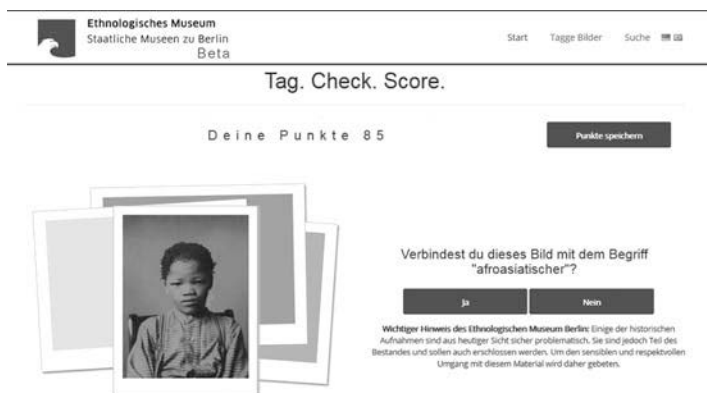 Ethnologisches Museum
Staatliche Museen zu Berlin
Beta
Start Tagge Bilder Suche
Tag. Check. Score.
Deine Punkte 85
Punkte speichern
Verbindest du dieses Bild mit dem Begriff
"afroasiatischer"?
Ja Nein
Wichtiger Hinweis des Ethnologischen Museum Berlin: Einige der historischen
Aufnahmen sind aus heutiger Sicht sicher problematisch. Sie sind jedoch Teil des
Bestandes und sollen auch erschlossen werden. Um den sensiblen und respektvollen
Umgang mit diesem Material wird daher gebeten.